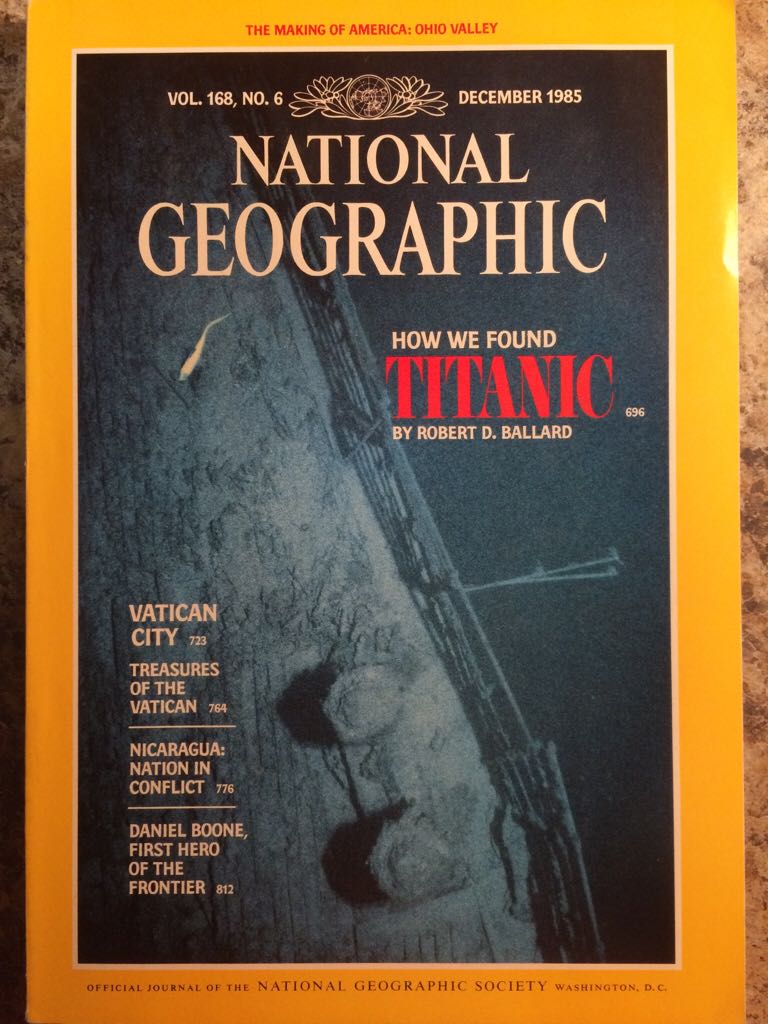 THE MAKING OF AMERICA: OHIO VALLEY
VOL. 168, NO. 6
DECEMBER 1985
NATIONAL
GEOGRAPHIC
HOW WE FOUND
TITANIC 696
BY ROBERT D. BALLARD
VATICAN
CITY 723
TREASURES
OF THE
VATICAN 764
NICARAGUA:
NATION IN
CONFLICT 776
DANIEL BOONE,
FIRST HERO
OF THE
FRONTIER 812
OFFICIAL JOURNAL OF THE NATIONAL GEOGRAPHIC SOCIETY WASHINGTON, D.C.